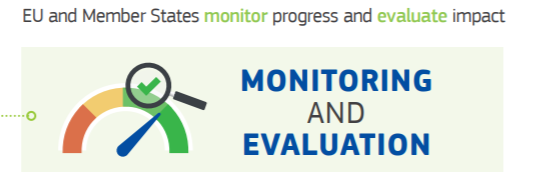 EU and Member States monitor progress and evaluate impact
MONITORING
AND
EVALUATION